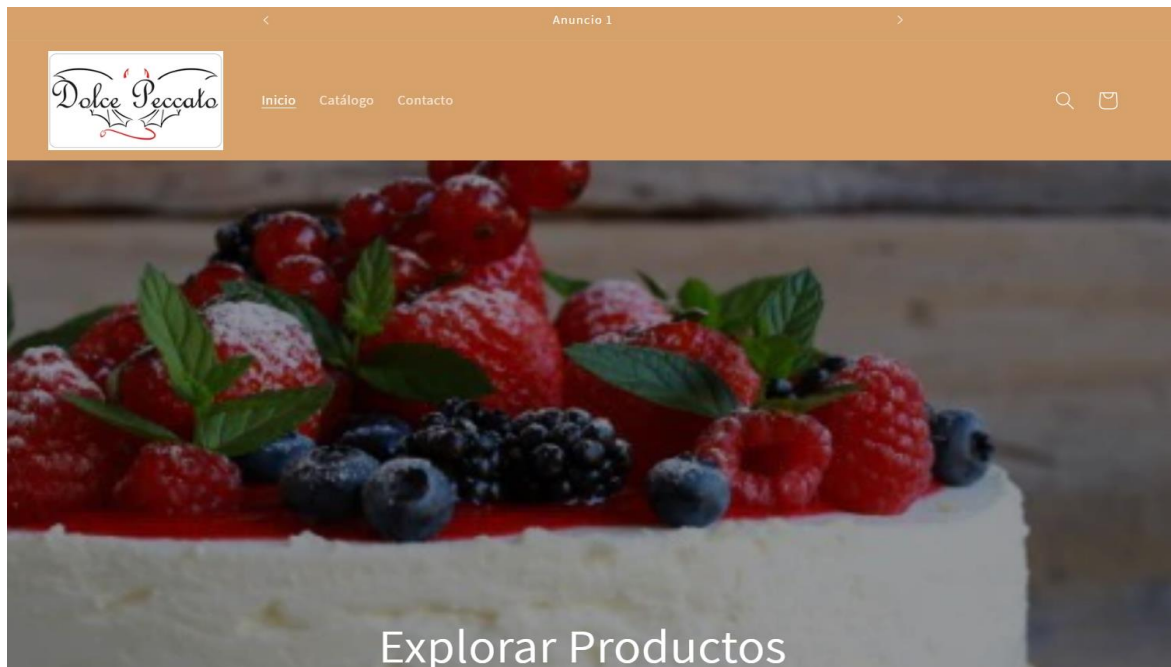 Anuncio 1
Dolce Peccato
Inicio Catálogo Contacto
Explorar Productos